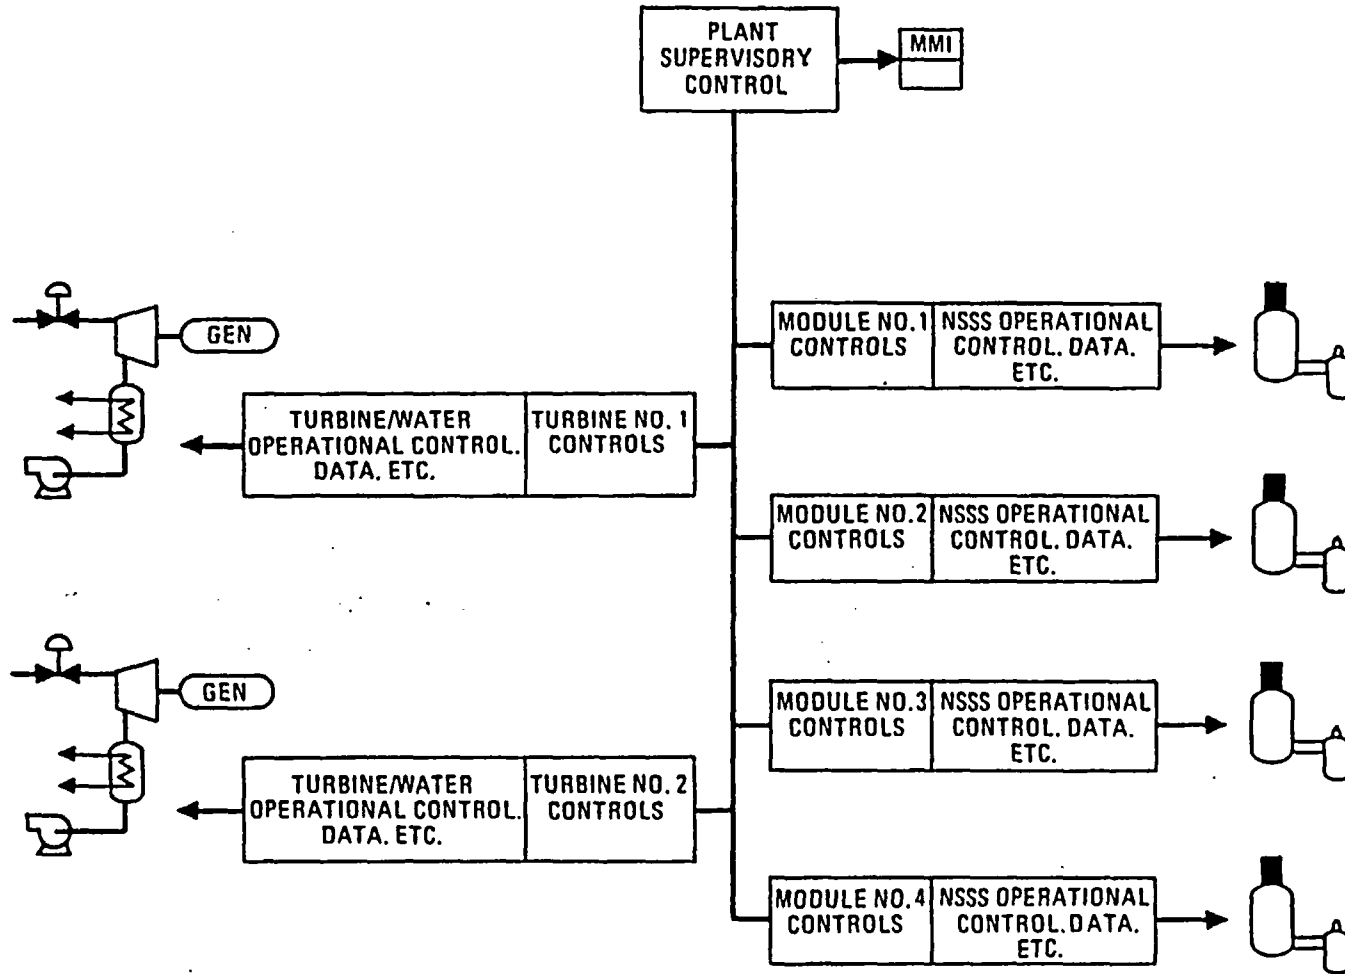 PLANT
SUPERVISORY
CONTROL
MMI
GEN
MODULE NO.1
CONTROLS
NSSS OPERATIONAL
CONTROL. DATA.
ETC.
TURBINE/WATER
OPERATIONAL CONTROL.
DATA. ETC.
TURBINE NO. 1
CONTROLS
MODULE NO.2
CONTROLS
NSSS OPERATIONAL
CONTROL. DATA.
ETC.
GEN
MODULE NO.3
CONTROLS
NSSS OPERATIONAL
CONTROL. DATA.
ETC.
TURBINE/WATER
OPERATIONAL CONTROL.
DATA. ETC.
TURBINE NO. 2
CONTROLS
MODULE NO.4
CONTROLS
NSSS OPERATIONAL
CONTROL. DATA.
ETC.